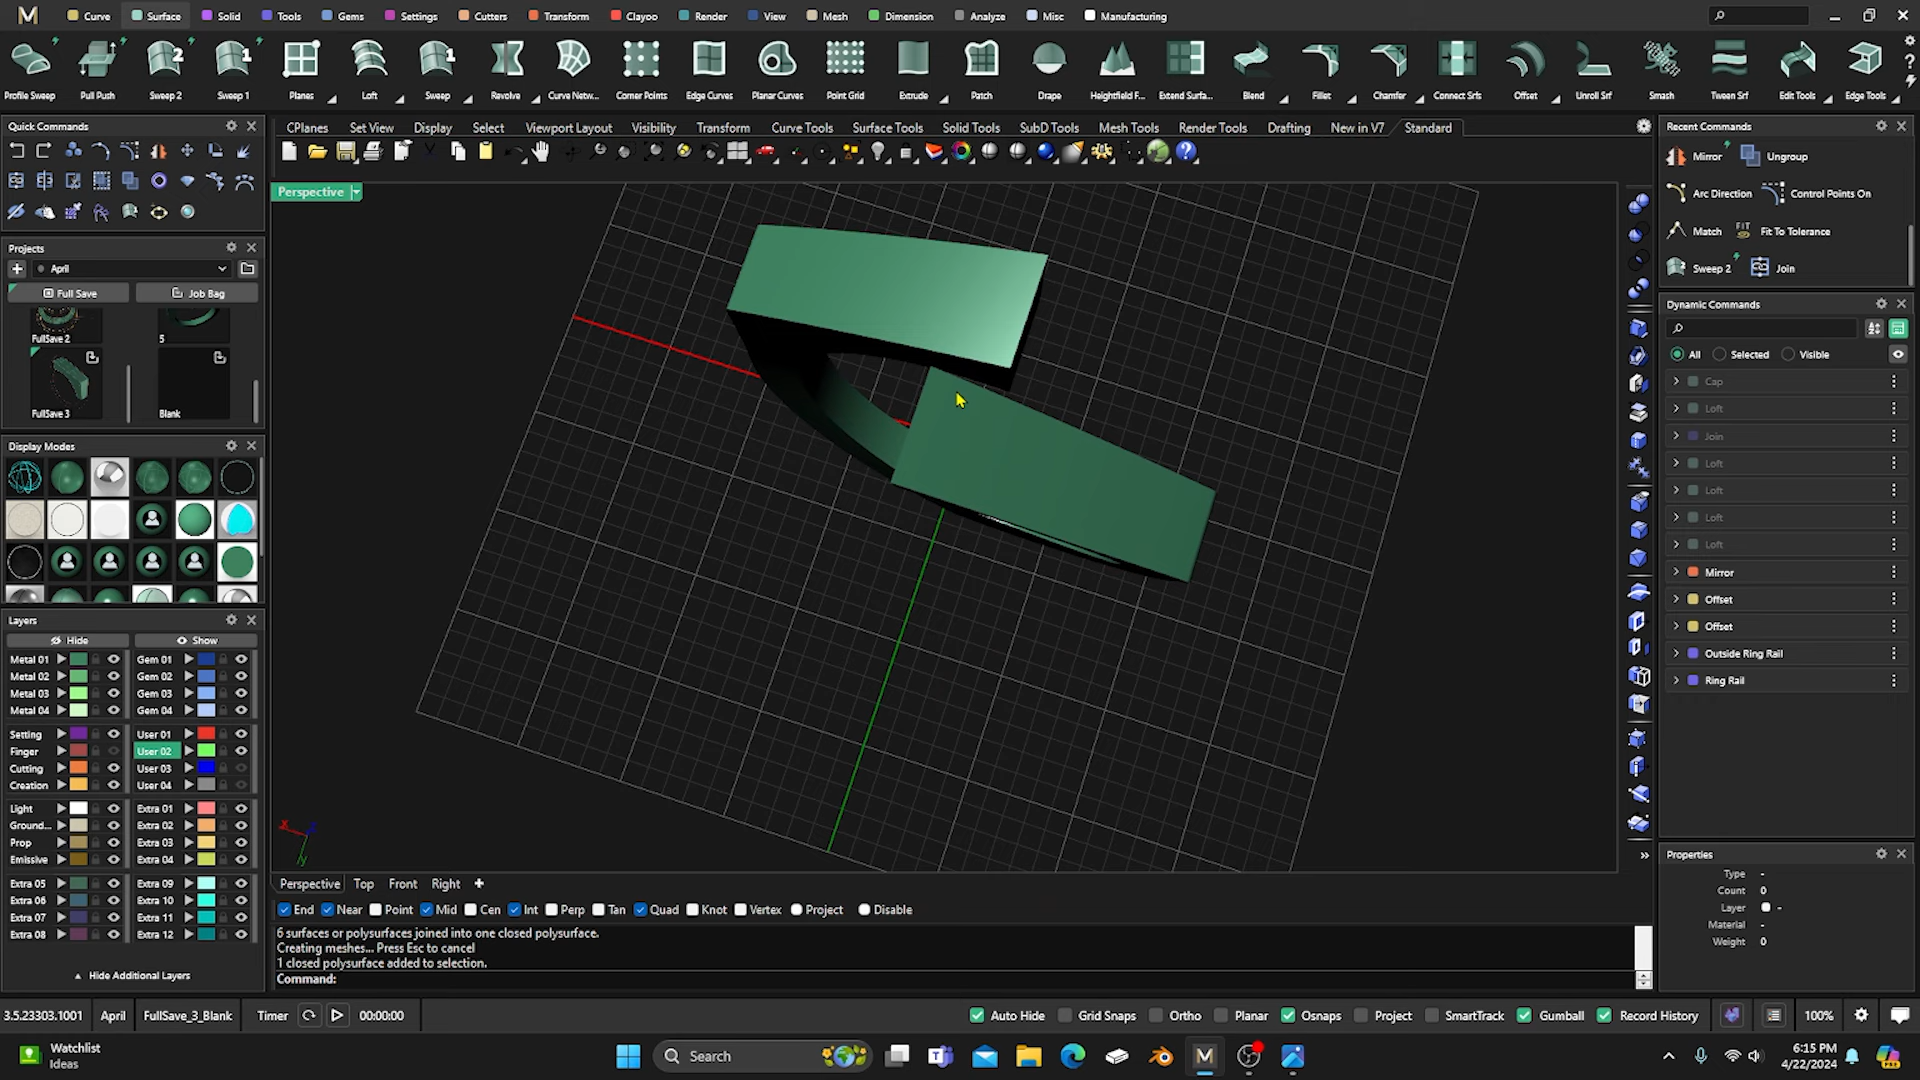 Curve Surface Solid Tools Gems Settings Cutters Transform Clayoo Render View Mesh Dimension Analyze Misc Manufacturing
2 1 1
Profile Sweep Pull Push Sweep 2 Sweep 1 Planes Loft Sweep Revolve Curve Netw... Corner Points Edge Curves Planar Curves Point Grid Extrude Patch Drape Heightfield F... Extend Surfa... Blend Fillet Chamfer Connect Srfs Offset Unroll Srf Smash Tween Srf Edit Tools Edge Tools
Quick Commands
CPlanes Set View Display Select Viewport Layout Visibility Transform Curve Tools Surface Tools Solid Tools SubD Tools Mesh Tools Render Tools Drafting New in V7 Standard
Perspective
Projects
April
Full Save Job Bag
FullSave 2 5
FullSave 3 Blank
Display Modes
Layers
Hide Show
Metal 01 Gem 01
Metal 02 Gem 02
Metal 03 Gem 03
Metal 04 Gem 04
Setting User 01
Finger User 02
Cutting User 03
Creation User 04
Light Extra 01
Ground... Extra 02
Prop Extra 03
Emissive Extra 04
Extra 05 Extra 09
Extra 06 Extra 10
Extra 07 Extra 11
Extra 08 Extra 12
Hide Additional Layers
x
y
Recent Commands
Mirror Ungroup
Arc Direction Control Points On
Match FIT Fit To Tolerance
Sweep 2 Join
Dynamic Commands
All Selected Visible
Cap
Loft
Join
Loft
Loft
Loft
Loft
Mirror
Offset
Offset
Outside Ring Rail
Ring Rail
Properties
Type -
Count 0
Layer -
Material -
Weight 0
Perspective Top Front Right
End Near Point Mid Cen Int Perp Tan Quad Knot Vertex Project Disable
6 surfaces or polysurfaces joined into one closed polysurface.
Creating meshes... Press Esc to cancel
1 closed polysurface added to selection.
Command:
3.5.23303.1001 April FullSave_3_Blank Timer 00:00:00 Auto Hide Grid Snaps Ortho Planar Osnaps Project SmartTrack Gumball Record History 100%
Watchlist
Ideas
Search
6:15 PM
4/22/2024